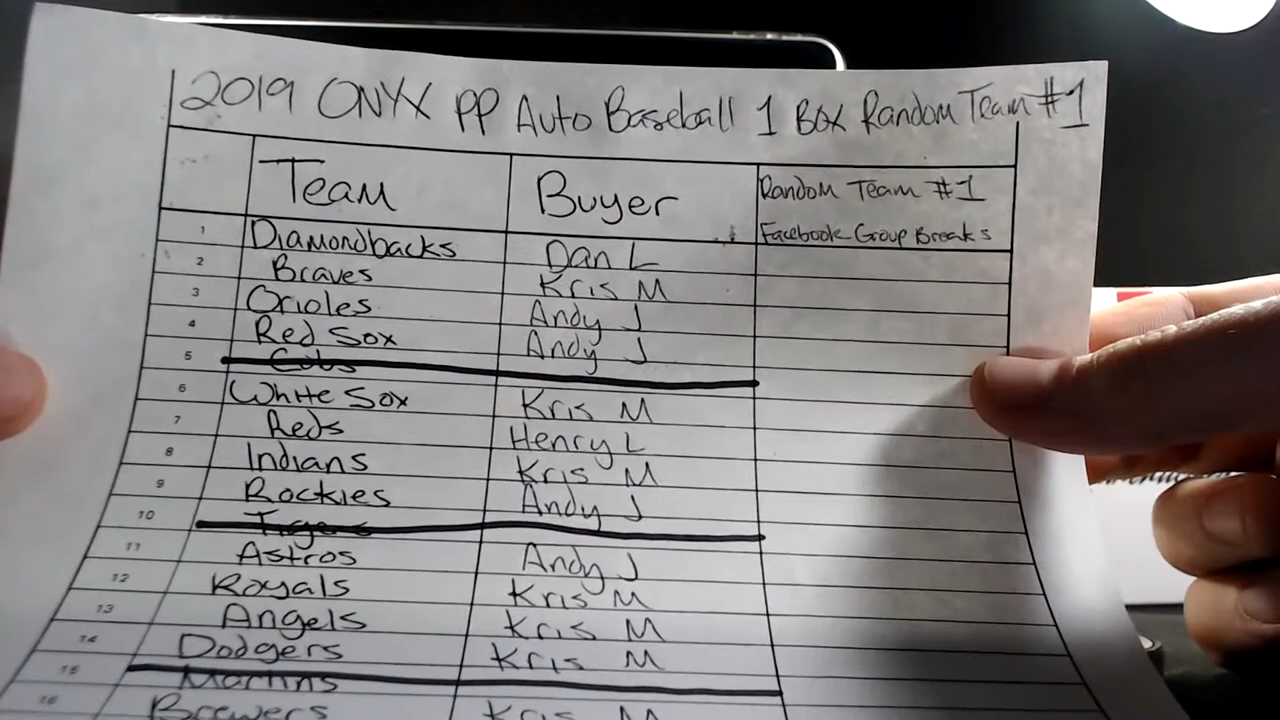 2019 ONYX PP Auto Baseball 1 Box Random Team #1
Team Buyer Random Team #1
Facebook Group Breaks
1 Diamondbacks Dan L
2 Braves Kris M
3 Orioles Andy J
4 Red Sox Andy J
5 Cubs
6 White Sox Kris M
7 Reds Henry L
8 Indians Kris M
9 Rockies Andy J
10 Tigers
11 Astros Andy J
12 Royals Kris M
13 Angels Kris M
14 Dodgers Kris M
15 Marlins
16 Brewers Kris M